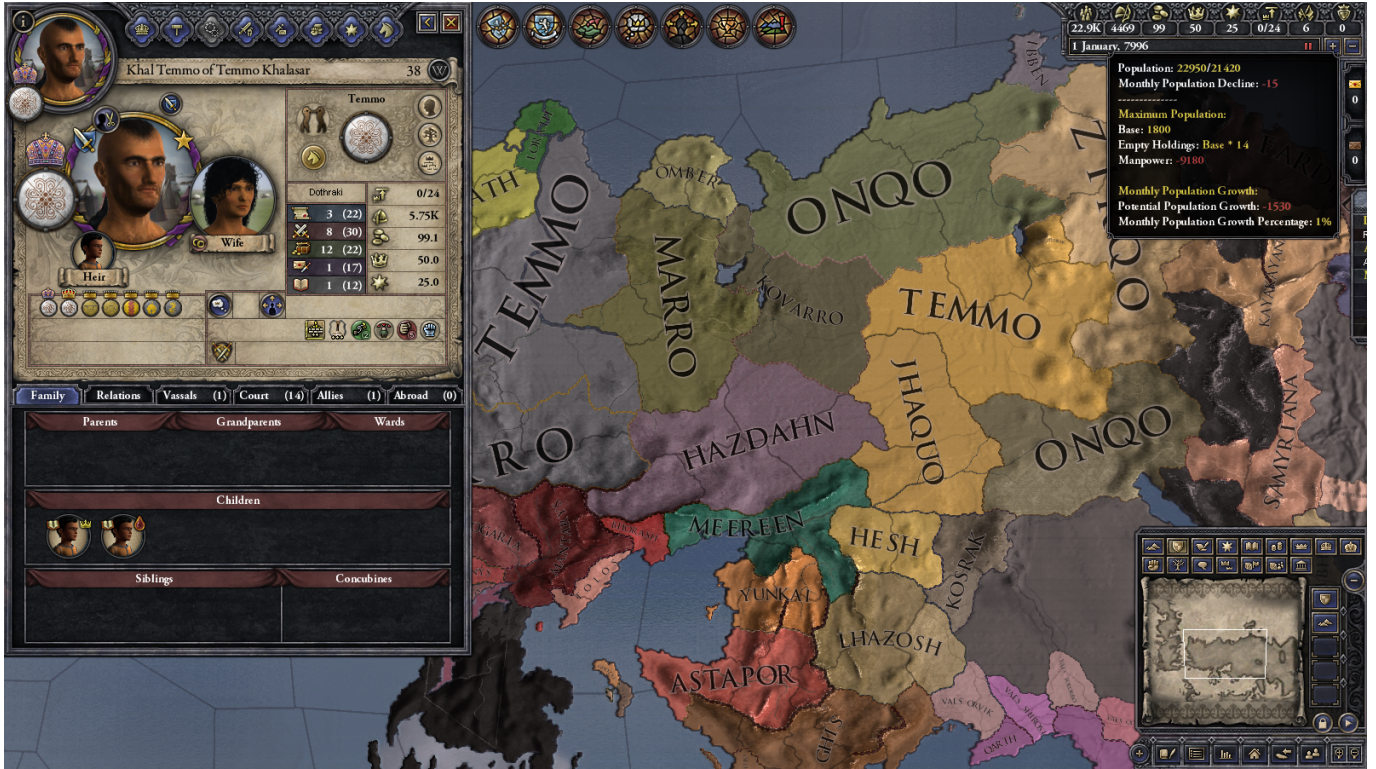 Khal Temmo of Temmo Khalasar 38
Temmo
Dothraki
0/24
3 (22)
5.75K
8 (30)
99.1
12 (22)
50.0
1 (17)
25.0
1 (12)
Wife
Heir
Family Relations Vassals (1) Court (14) Allies (1) Abroad (0)
Parents Grandparents Wards
Children
Siblings Concubines
22.9K 4469 99 50 25 0/24 6 0
1 January, 7996
Population: 22950/21420
Monthly Population Decline: -15
--------------
Maximum Population:
Base: 1800
Empty Holdings: Base * 14
Manpower: -9180
Monthly Population Growth:
Potential Population Growth: -1530
Monthly Population Growth Percentage: 1%
0
0
IBBEN
OMBER
ONQO
TEMMO
MARRO
KOVARRO
TEMMO
JHAQUO
HAZDAHN
ONQO
SAMYRIANA
MEEREEN
HESH
KOSRAK
YUNKAI
LHAZOSH
ASTAPOR
GHIS
QARTH